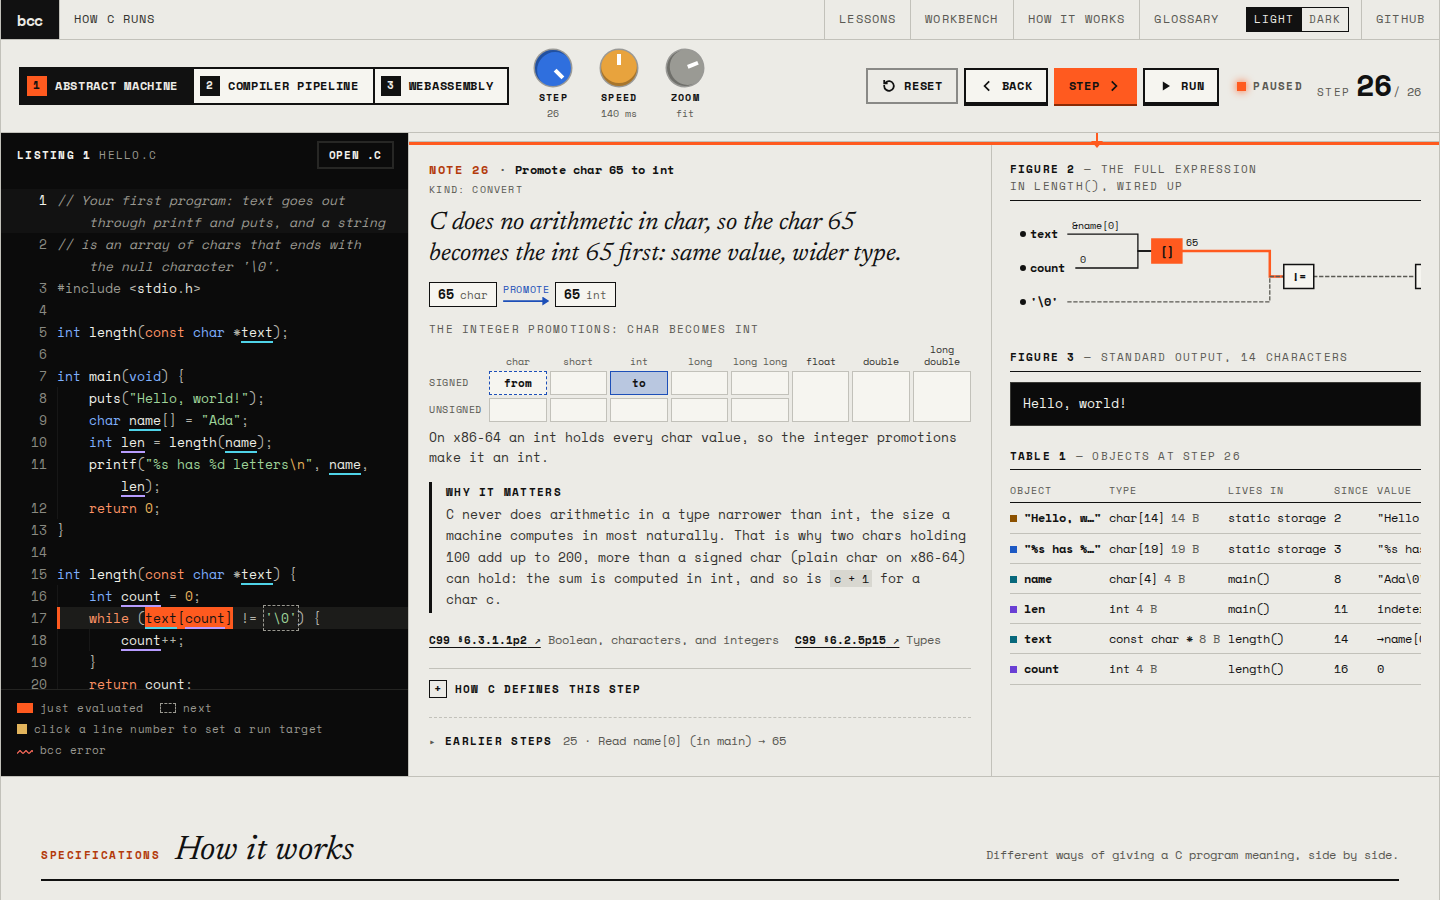 bcc HOW C RUNS LESSONS WORKBENCH HOW IT WORKS GLOSSARY LIGHT DARK GITHUB
1 ABSTRACT MACHINE 2 COMPILER PIPELINE 3 WEBASSEMBLY
STEP SPEED ZOOM
26 140 ms fit
RESET BACK STEP RUN PAUSED STEP 26 / 26
LISTING 1 HELLO.C OPEN .C
1 // Your first program: text goes out
through printf and puts, and a string
2 // is an array of chars that ends with
the null character '\0'.
3 #include <stdio.h>
4
5 int length(const char *text);
6
7 int main(void) {
8 puts("Hello, world!");
9 char name[] = "Ada";
10 int len = length(name);
11 printf("%s has %d letters\n", name,
len);
12 return 0;
13 }
14
15 int length(const char *text) {
16 int count = 0;
17 while (text[count] != '\0') {
18 count++;
19 }
20 return count;
just evaluated next
click a line number to set a run target
bcc error
NOTE 26 · Promote char 65 to int
KIND: CONVERT
C does no arithmetic in char, so the char 65
becomes the int 65 first: same value, wider type.
65 char PROMOTE 65 int
THE INTEGER PROMOTIONS: CHAR BECOMES INT
char short int long long long float double long double
SIGNED from to
UNSIGNED
On x86-64 an int holds every char value, so the integer promotions
make it an int.
WHY IT MATTERS
C never does arithmetic in a type narrower than int, the size a
machine computes in most naturally. That is why two chars holding
100 add up to 200, more than a signed char (plain char on x86-64)
can hold: the sum is computed in int, and so is c + 1 for a
char c.
C99 §6.3.1.1p2 ↗ Boolean, characters, and integers C99 §6.2.5p15 ↗ Types
+ HOW C DEFINES THIS STEP
▸ EARLIER STEPS 25 · Read name[0] (in main) → 65
FIGURE 2 — THE FULL EXPRESSION
IN LENGTH(), WIRED UP
text &name[0]
[] 65
count 0
!=
'\0'
FIGURE 3 — STANDARD OUTPUT, 14 CHARACTERS
Hello, world!
TABLE 1 — OBJECTS AT STEP 26
OBJECT TYPE LIVES IN SINCE VALUE
"Hello, w…" char[14] 14 B static storage 2 "Hello
"%s has %…" char[19] 19 B static storage 3 "%s has
name char[4] 4 B main() 8 "Ada\0"
len int 4 B main() 11 indeter
text const char * 8 B length() 14 →name[0
count int 4 B length() 16 0
SPECIFICATIONS How it works
Different ways of giving a C program meaning, side by side.